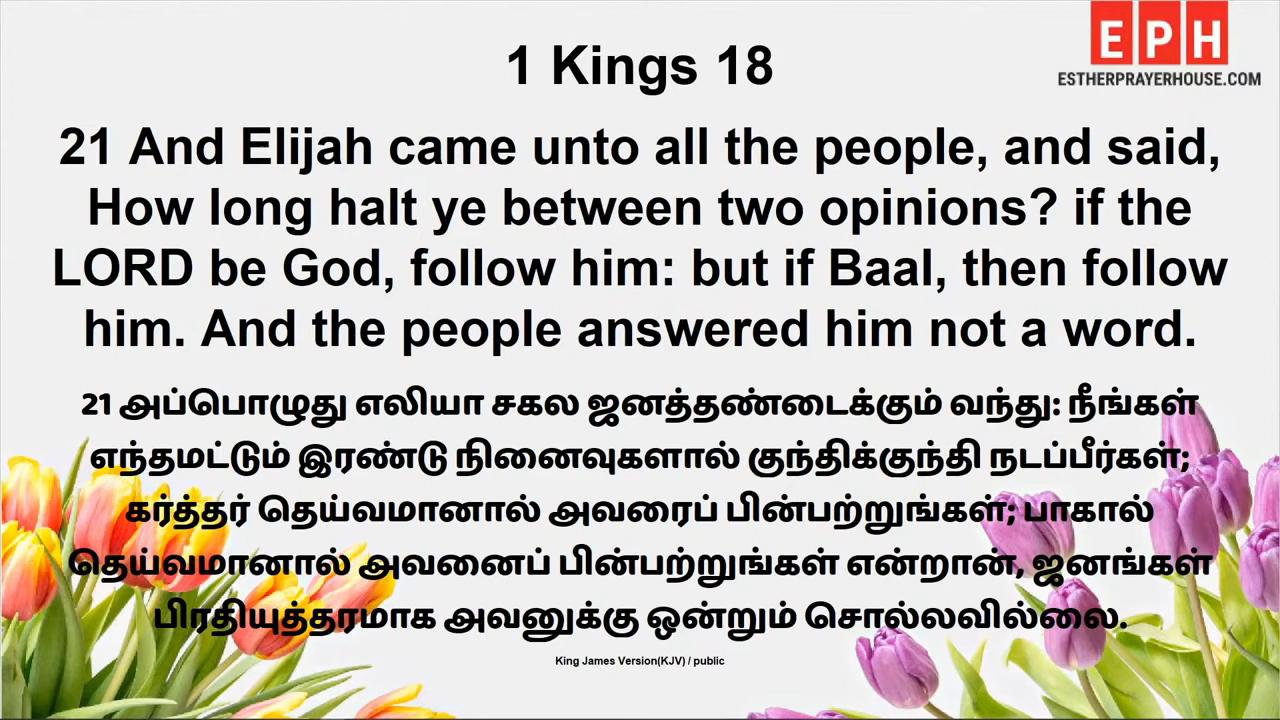 EPH
ESTHERPRAYERHOUSE.COM
1 Kings 18
21 And Elijah came unto all the people, and said,
How long halt ye between two opinions? if the
LORD be God, follow him: but if Baal, then follow
him. And the people answered him not a word.
21 அப்பொழுது எலியா சகல ஜனத்தண்டைக்கும் வந்து: நீங்கள்
எந்தமட்டும் இரண்டு நினைவுகளால் குந்திக்குந்தி நடப்பீர்கள்;
கர்த்தர் தெய்வமானால் அவரைப் பின்பற்றுங்கள்; பாகால்
தெய்வமானால் அவனைப் பின்பற்றுங்கள் என்றான், ஜனங்கள்
பிரதியுத்தரமாக அவனுக்கு ஒன்றும் சொல்லவில்லை.
King James Version(KJV) / public